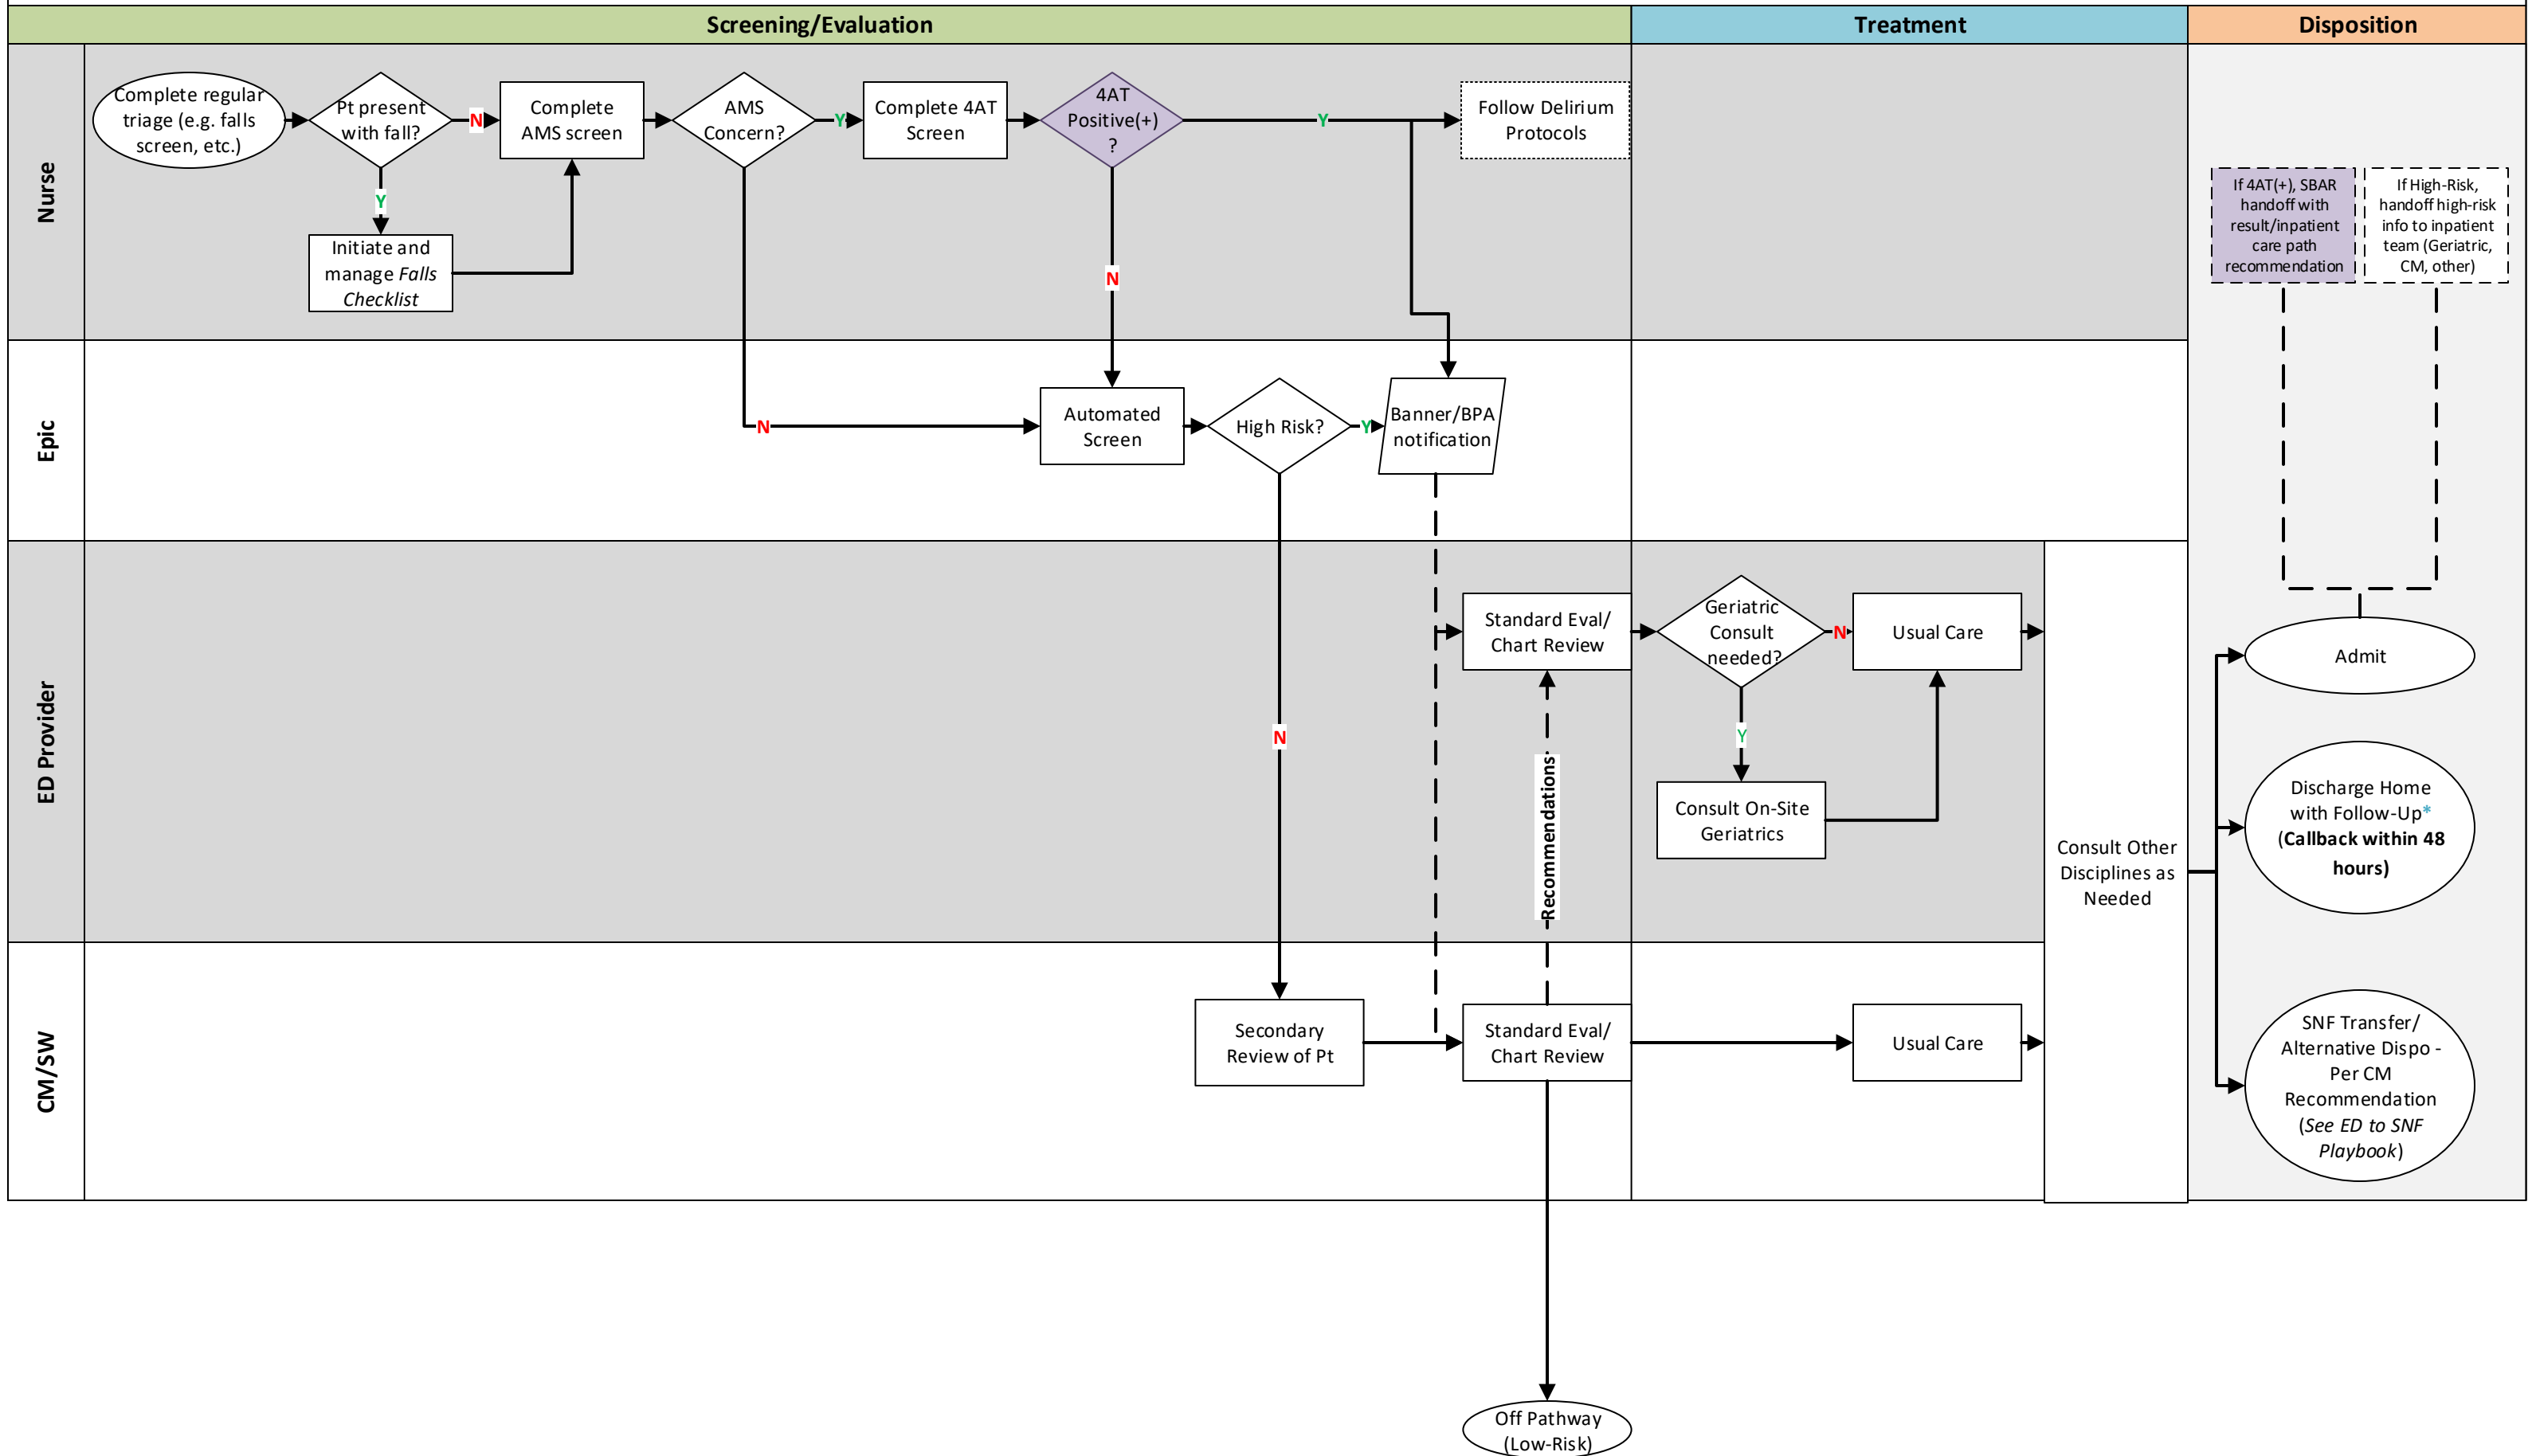 Screening/Evaluation
Treatment
Disposition
Nurse
Complete regular
triage (e.g. falls
screen, etc.)
Pt present
with fall?
N
Y
Initiate and
manage Falls
Checklist
Complete
AMS screen
AMS
Concern?
Y
Complete 4AT
Screen
4AT
Positive(+)
?
Y
N
Follow Delirium
Protocols
If 4AT(+), SBAR
handoff with
result/inpatient
care path
recommendation
If High-Risk,
handoff high-risk
info to inpatient
team (Geriatric,
CM, other)
Epic
N
Automated
Screen
High Risk?
Y
Banner/BPA
notification
ED Provider
N
Standard Eval/
Chart Review
Recommendations
Geriatric
Consult
needed?
N
Y
Usual Care
Consult On-Site
Geriatrics
Consult Other
Disciplines as
Needed
Admit
Discharge Home
with Follow-Up*
(Callback within 48
hours)
CM/SW
Secondary
Review of Pt
Standard Eval/
Chart Review
Usual Care
SNF Transfer/
Alternative Dispo -
Per CM
Recommendation
(See ED to SNF
Playbook)
Off Pathway
(Low-Risk)